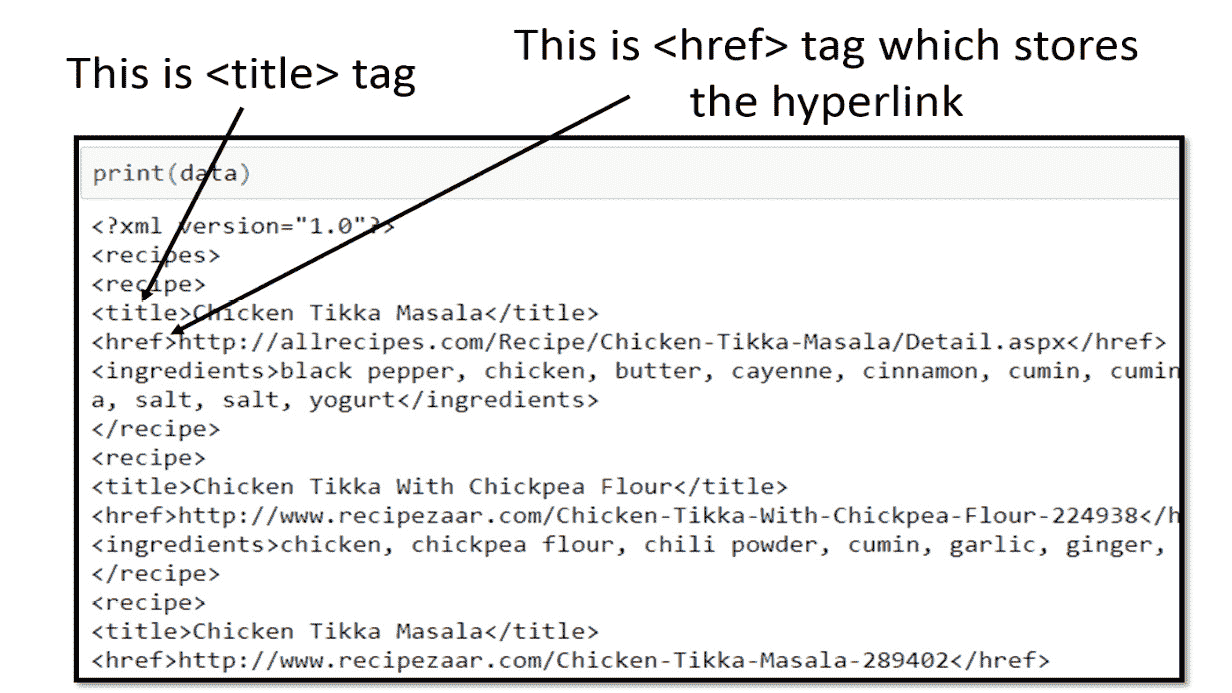 This is <title> tag
This is <href> tag which stores
the hyperlink
print(data)
<?xml version="1.0"?>
<recipes>
<recipe>
<title>Chicken Tikka Masala</title>
<href>http://allrecipes.com/Recipe/Chicken-Tikka-Masala/Detail.aspx</href>
<ingredients>black pepper, chicken, butter, cayenne, cinnamon, cumin, cumin
a, salt, salt, yogurt</ingredients>
</recipe>
<recipe>
<title>Chicken Tikka With Chickpea Flour</title>
<href>http://www.recipezaar.com/Chicken-Tikka-With-Chickpea-Flour-224938</h
<ingredients>chicken, chickpea flour, chili powder, cumin, garlic, ginger,
</recipe>
<recipe>
<title>Chicken Tikka Masala</title>
<href>http://www.recipezaar.com/Chicken-Tikka-Masala-289402</href>